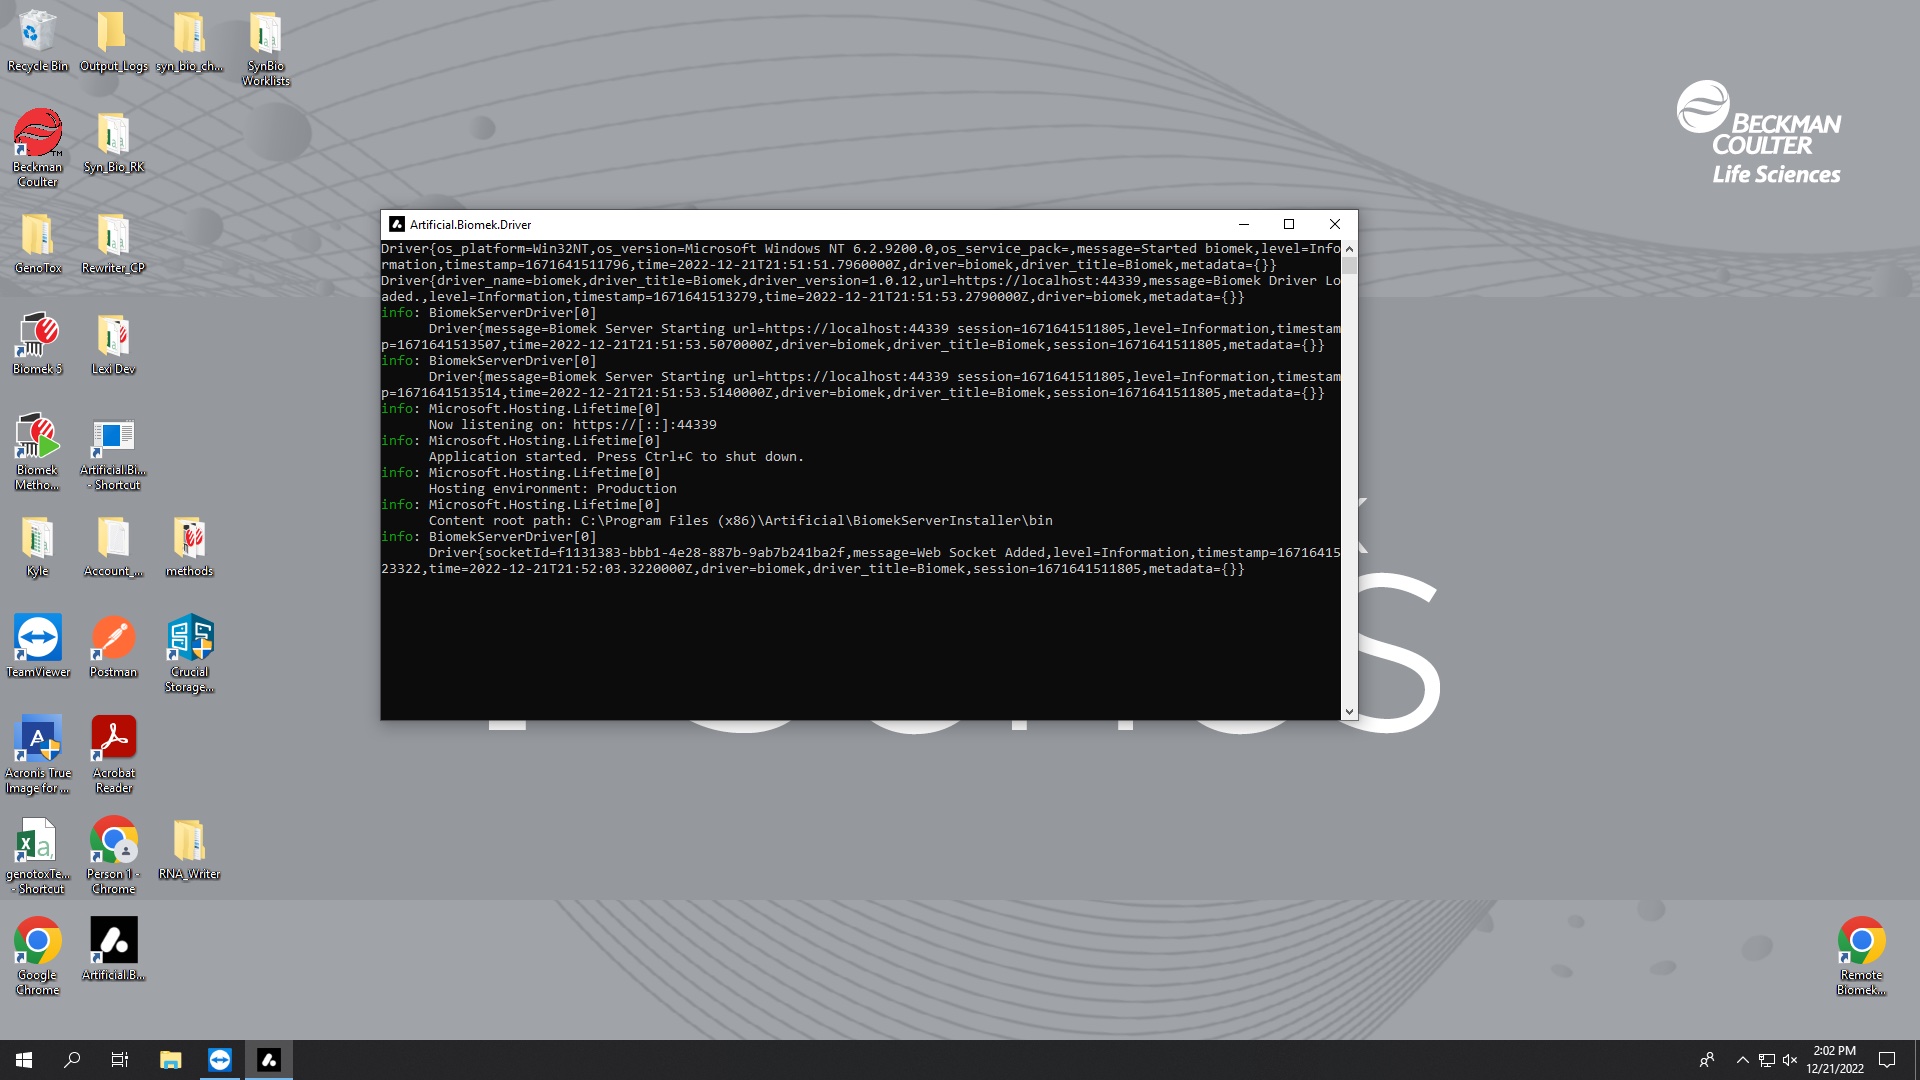 Recycle Bin
Output_Logs
syn_bio_ch...
SynBio
Worklists
Beckman
Coulter
Syn_Bio_RK
GenoTox
Rewriter_CP
Biomek 5
Lexi Dev
Biomek
Metho...
Artificial.Bi...
- Shortcut
Kyle
Account_...
methods
TeamViewer
Postman
Crucial
Storage...
Acronis True
Image for ...
Acrobat
Reader
genotoxTe...
- Shortcut
Person 1 -
Chrome
RNA_Writer
Google
Chrome
Artificial.B...
BECKMAN
COULTER
Life Sciences
Artificial.Biomek.Driver
Driver{os_platform=Win32NT,os_version=Microsoft Windows NT 6.2.9200.0,os_service_pack=,message=Started biomek,level=Info
rmation,timestamp=1671641511796,time=2022-12-21T21:51:51.7960000Z,driver=biomek,driver_title=Biomek,metadata={}}
Driver{driver_name=biomek,driver_title=Biomek,driver_version=1.0.12,url=https://localhost:44339,message=Biomek Driver Lo
aded.,level=Information,timestamp=1671641513279,time=2022-12-21T21:51:53.2790000Z,driver=biomek,metadata={}}
info: BiomekServerDriver[0]
Driver{message=Biomek Server Starting url=https://localhost:44339 session=1671641511805,level=Information,timestam
p=1671641513507,time=2022-12-21T21:51:53.5070000Z,driver=biomek,driver_title=Biomek,session=1671641511805,metadata={}}
info: BiomekServerDriver[0]
Driver{message=Biomek Server Starting url=https://localhost:44339 session=1671641511805,level=Information,timestam
p=1671641513514,time=2022-12-21T21:51:53.5140000Z,driver=biomek,driver_title=Biomek,session=1671641511805,metadata={}}
info: Microsoft.Hosting.Lifetime[0]
Now listening on: https://[::]:44339
info: Microsoft.Hosting.Lifetime[0]
Application started. Press Ctrl+C to shut down.
info: Microsoft.Hosting.Lifetime[0]
Hosting environment: Production
info: Microsoft.Hosting.Lifetime[0]
Content root path: C:\Program Files (x86)\Artificial\BiomekServerInstaller\bin
info: BiomekServerDriver[0]
Driver{socketId=f1131383-bbb1-4e28-887b-9ab7b241ba2f,message=Web Socket Added,level=Information,timestamp=16716415
23322,time=2022-12-21T21:52:03.3220000Z,driver=biomek,driver_title=Biomek,session=1671641511805,metadata={}}
Remote
Biomek...
2:02 PM
12/21/2022